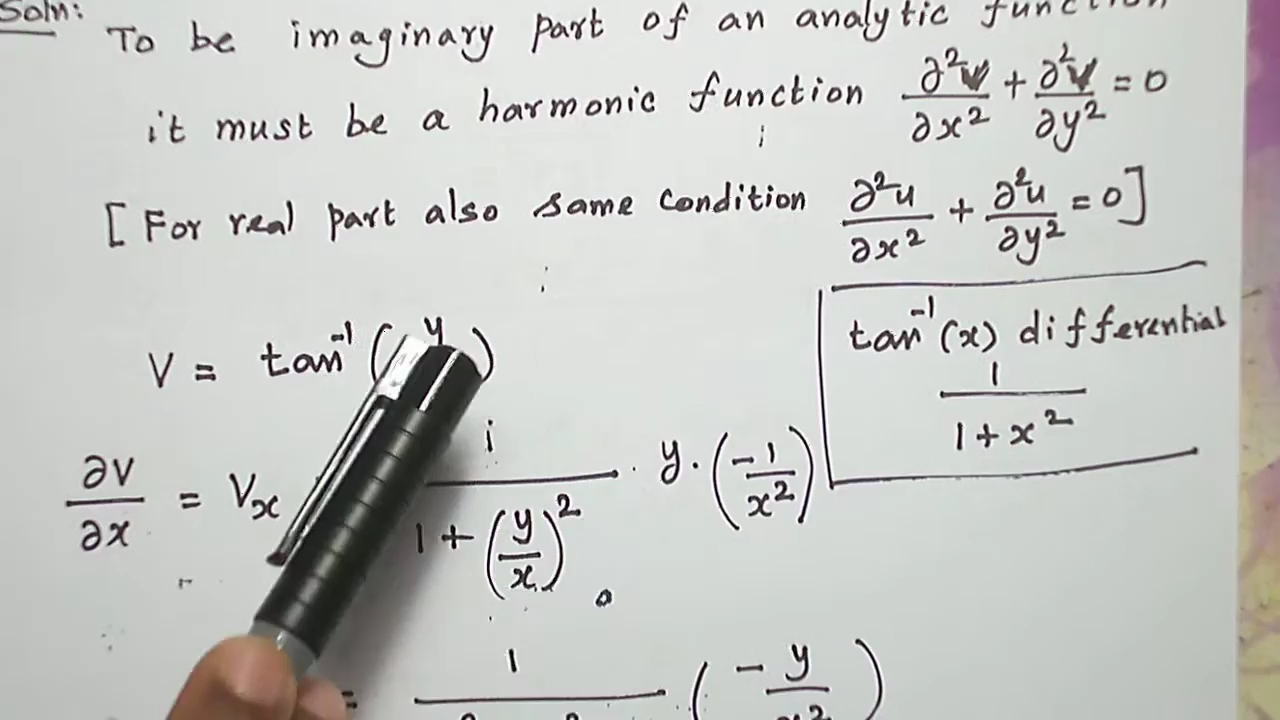 Soln: To be imaginary part of an analytic function
it must be a harmonic function ∂²v/∂x² + ∂²v/∂y² = 0
[For real part also same condition ∂²u/∂x² + ∂²u/∂y² = 0]
V = tan⁻¹(y )
tan⁻¹(x) differential
1/(1+x²)
∂V/∂x = Vx 1/(1+(y/x)²) · y·(-1/x²)
= 1 (-y/x²)